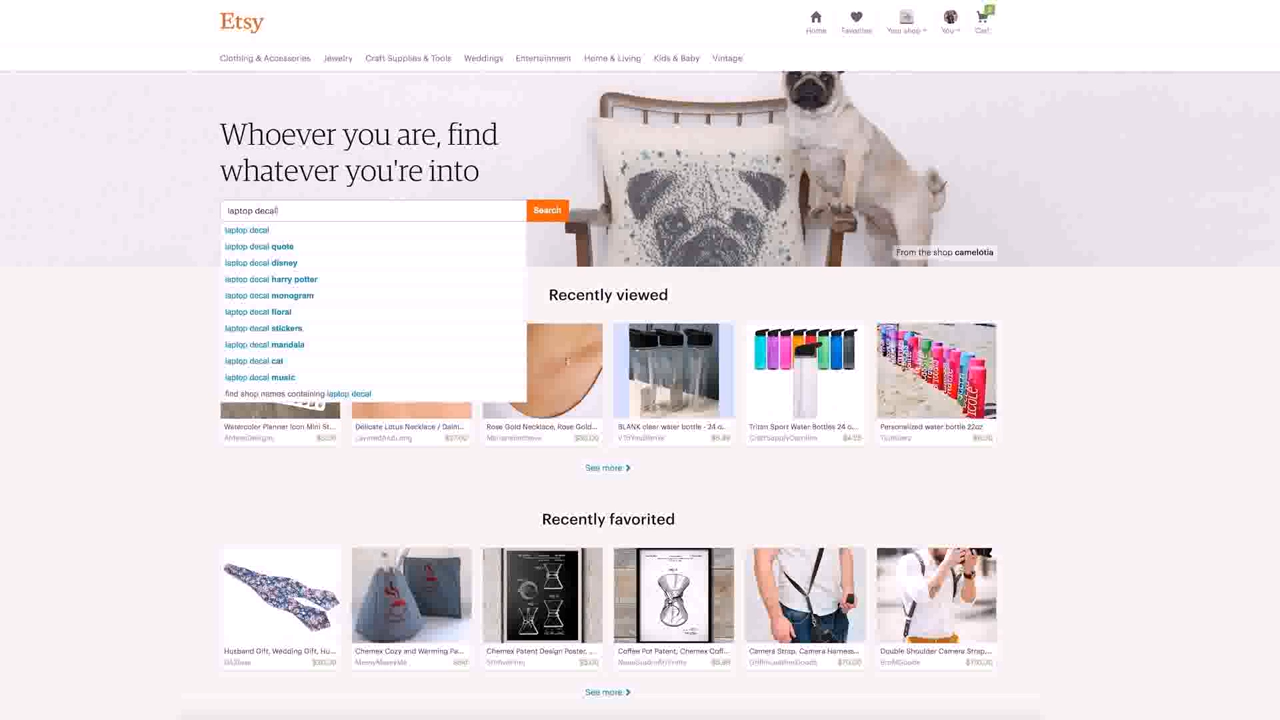 Etsy
Home Favorites Your shop You Cart
Clothing & Accessories Jewelry Craft Supplies & Tools Weddings Entertainment Home & Living Kids & Baby Vintage
Whoever you are, find
whatever you're into
laptop decal Search
laptop decal
laptop decal quote
laptop decal disney
laptop decal harry potter
laptop decal monogram
laptop decal floral
laptop decal stickers
laptop decal mandala
laptop decal cat
laptop decal music
find shop names containing laptop decal
From the shop camelotia
Recently viewed
Watercolor Planner Icon Mini St... Delicate Lotus Necklace / Dain... Rose Gold Necklace, Rose Gold... BLANK clear water bottle - 24 o... Tritan Sport Water Bottles 24 o... Personalized water bottle 22oz
See more
Recently favorited
Husband Gift, Wedding Gift, Hu... Chemex Cozy and Warming Pa... Chemex Patent Design Poster, ... Coffee Pot Patent, Chemex Coff... Camera Strap, Camera Harness... Double Shoulder Camera Strap,...
See more